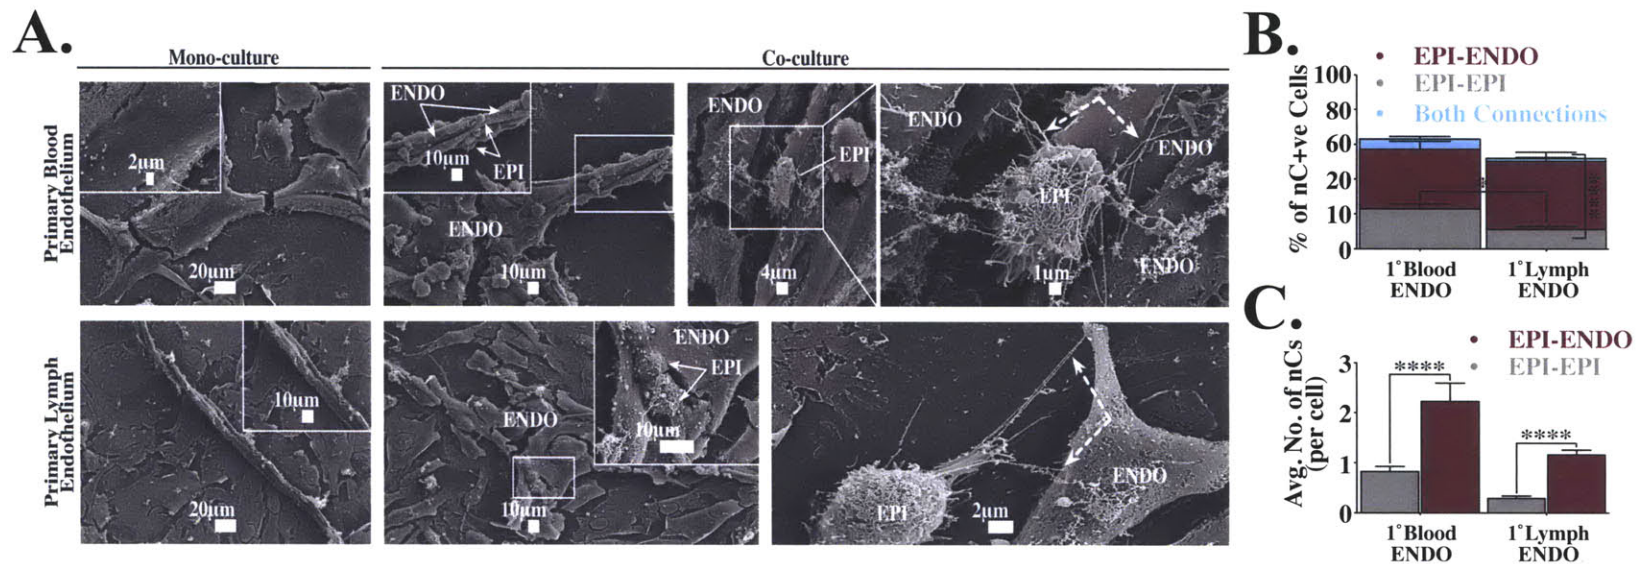 A.
Mono-culture
Co-culture
Primary Blood
Endothelium
2μm
20μm
ENDO
10μm
EPI
ENDO
10μm
ENDO
EPI
4μm
ENDO
ENDO
EPI
ENDO
1μm
Primary Lymph
Endothelium
10μm
20μm
ENDO
EPI
10μm
ENDO
10μm
ENDO
EPI
2μm
B.
EPI-ENDO
EPI-EPI
Both Connections
% of nC+ve Cells
100
80
60
20
10
0
****
1°Blood
ENDO
1°Lymph
ENDO
C.
EPI-ENDO
EPI-EPI
Avg. No. of nCs
(per cell)
3
2
1
0
****
****
1°Blood
ENDO
1°Lymph
ENDO